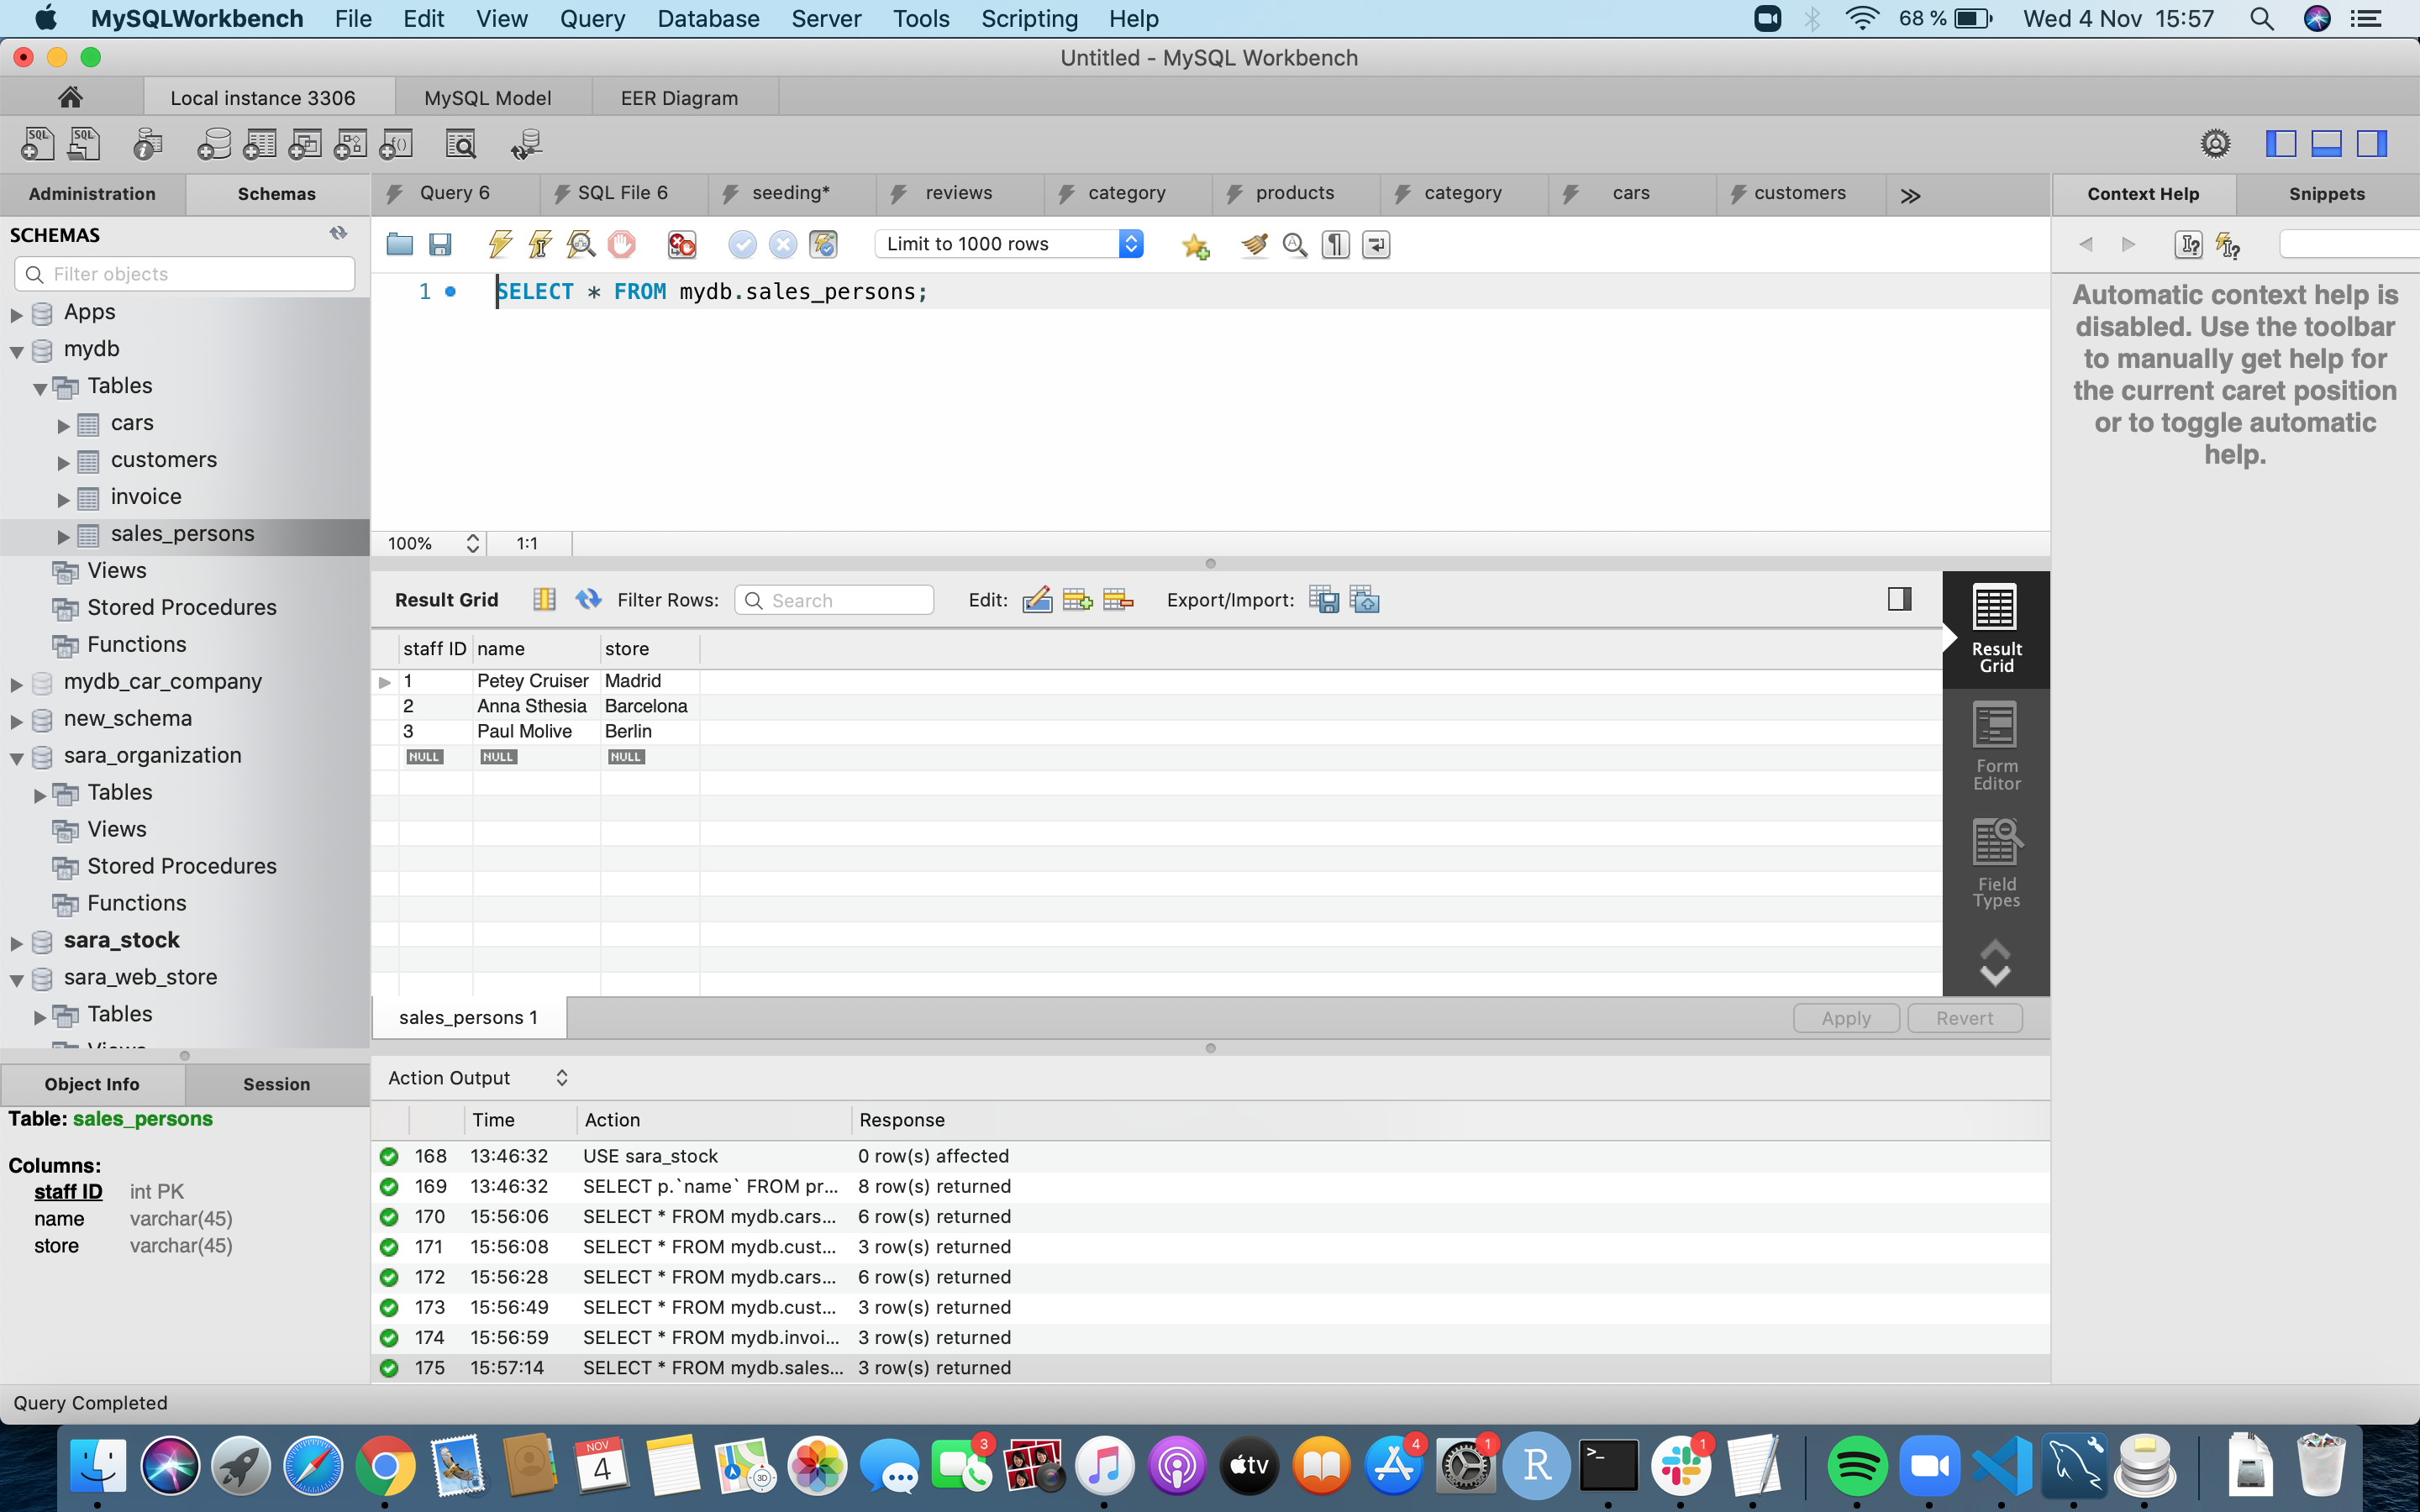 MySQLWorkbench File Edit View Query Database Server Tools Scripting Help 68 % Wed 4 Nov 15:57
Untitled - MySQL Workbench
Local instance 3306 MySQL Model EER Diagram
Administration Schemas
Query 6 SQL File 6 seeding* reviews category products category cars customers
Context Help Snippets
SCHEMAS
Filter objects
Apps
mydb
Tables
cars
customers
invoice
sales_persons
Views
Stored Procedures
Functions
mydb_car_company
new_schema
sara_organization
Tables
Views
Stored Procedures
Functions
sara_stock
sara_web_store
Tables
Views
Limit to 1000 rows
1 SELECT * FROM mydb.sales_persons;
100% 1:1
Automatic context help is
disabled. Use the toolbar
to manually get help for
the current caret position
or to toggle automatic
help.
Result Grid Filter Rows: Search Edit: Export/Import:
staff ID name store
1 Petey Cruiser Madrid
2 Anna Sthesia Barcelona
3 Paul Molive Berlin
NULL NULL NULL
Result
Grid
Form
Editor
Field
Types
sales_persons 1 Apply Revert
Object Info Session
Table: sales_persons
Columns:
staff ID int PK
name varchar(45)
store varchar(45)
Action Output
Time Action Response
168 13:46:32 USE sara_stock 0 row(s) affected
169 13:46:32 SELECT p.`name` FROM pr... 8 row(s) returned
170 15:56:06 SELECT * FROM mydb.cars... 6 row(s) returned
171 15:56:08 SELECT * FROM mydb.cust... 3 row(s) returned
172 15:56:28 SELECT * FROM mydb.cars... 6 row(s) returned
173 15:56:49 SELECT * FROM mydb.cust... 3 row(s) returned
174 15:56:59 SELECT * FROM mydb.invoi... 3 row(s) returned
175 15:57:14 SELECT * FROM mydb.sales... 3 row(s) returned
Query Completed
NOV
4
3D
3
tv
4
1
R
>_
1